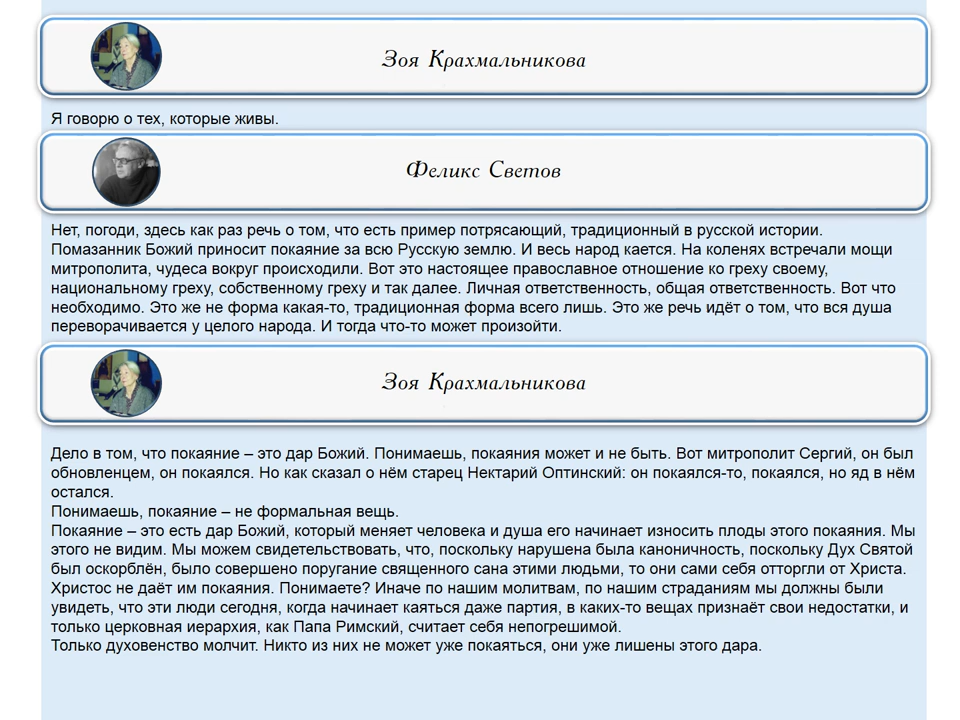 Зоя Крахмальникова
Я говорю о тех, которые живы.
Феликс Светов
Нет, погоди, здесь как раз речь о том, что есть пример потрясающий, традиционный в русской истории.
Помазанник Божий приносит покаяние за всю Русскую землю. И весь народ кается. На коленях встречали мощи
митрополита, чудеса вокруг происходили. Вот это настоящее православное отношение ко греху своему,
национальному греху, собственному греху и так далее. Личная ответственность, общая ответственность. Вот что
необходимо. Это же не форма какая-то, традиционная форма всего лишь. Это же речь идёт о том, что вся душа
переворачивается у целого народа. И тогда что-то может произойти.
Зоя Крахмальникова
Дело в том, что покаяние – это дар Божий. Понимаешь, покаяния может и не быть. Вот митрополит Сергий, он был
обновленцем, он покаялся. Но как сказал о нём старец Нектарий Оптинский: он покаялся-то, покаялся, но яд в нём
остался.
Понимаешь, покаяние – не формальная вещь.
Покаяние – это есть дар Божий, который меняет человека и душа его начинает износить плоды этого покаяния. Мы
этого не видим. Мы можем свидетельствовать, что, поскольку нарушена была каноничность, поскольку Дух Святой
был оскорблён, было совершено поругание священного сана этими людьми, то они сами себя отторгли от Христа.
Христос не даёт им покаяния. Понимаете? Иначе по нашим молитвам, по нашим страданиям мы должны были
увидеть, что эти люди сегодня, когда начинает каяться даже партия, в каких-то вещах признаёт свои недостатки, и
только церковная иерархия, как Папа Римский, считает себя непогрешимой.
Только духовенство молчит. Никто из них не может уже покаяться, они уже лишены этого дара.